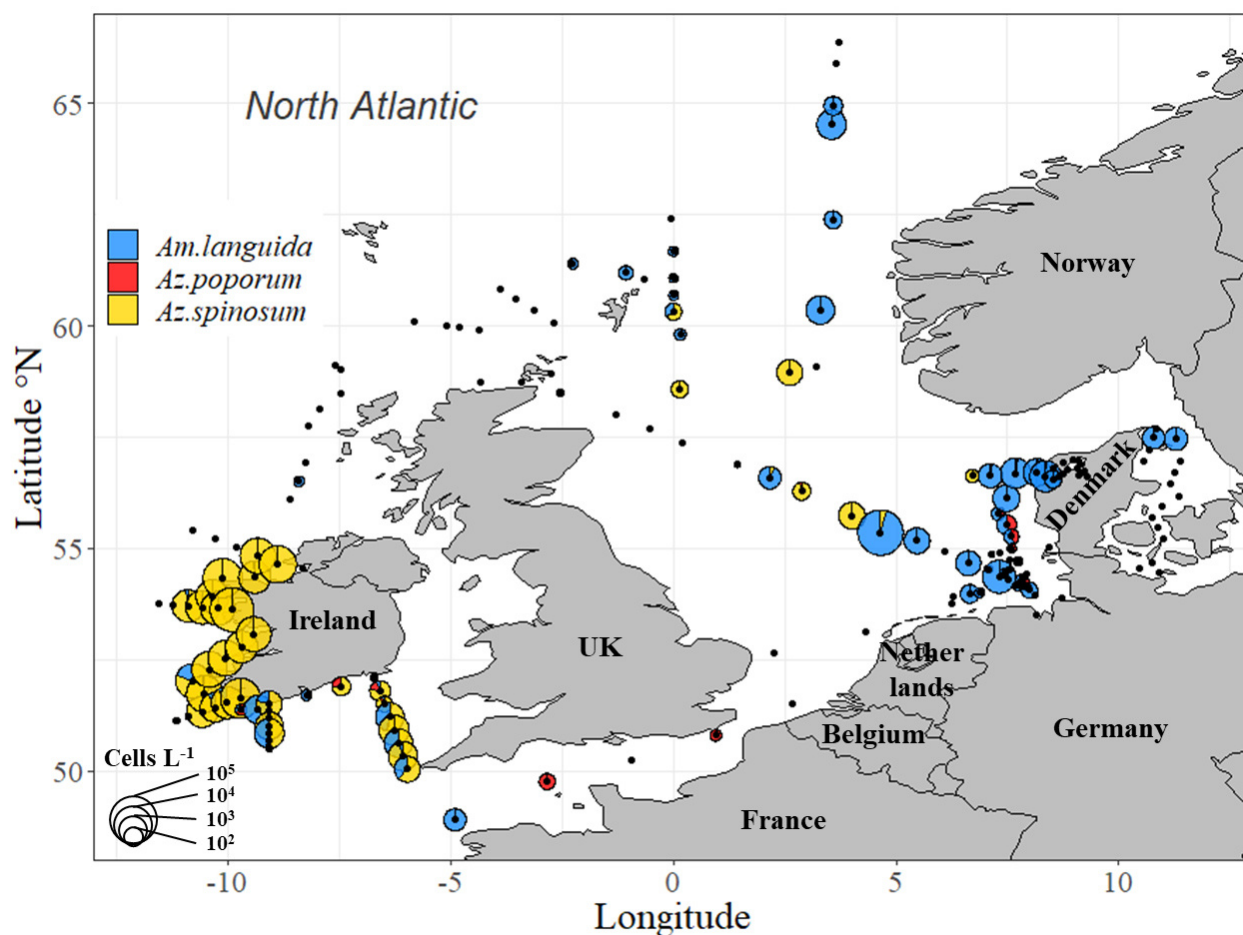 North Atlantic
Am.languida
Az.poporum
Az.spinosum
Norway
Denmark
Ireland
UK
Nether
lands
Belgium
Germany
France
Cells L⁻¹
10⁵
10⁴
10³
10²
65
60
55
50
Latitude °N
-10
-5
0
5
10
Longitude